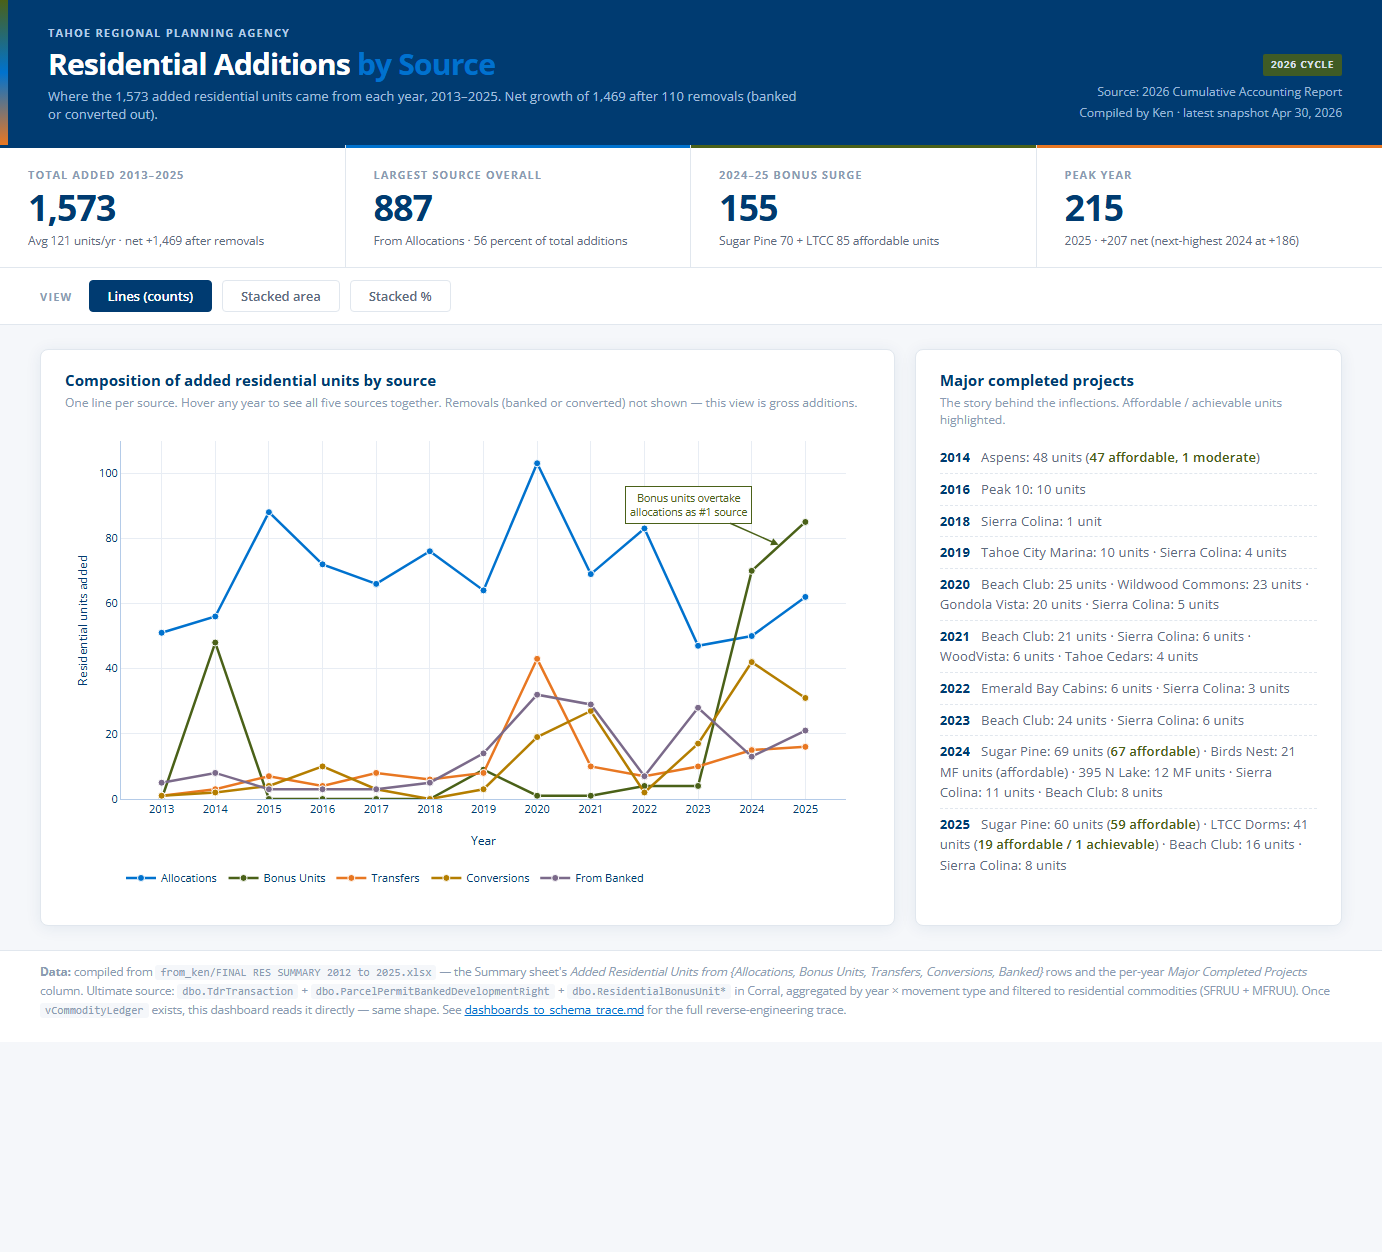 TAHOE REGIONAL PLANNING AGENCY
Residential Additions by Source
Where the 1,573 added residential units came from each year, 2013–2025. Net growth of 1,469 after 110 removals (banked
or converted out).
2026 CYCLE
Source: 2026 Cumulative Accounting Report
Compiled by Ken · latest snapshot Apr 30, 2026
TOTAL ADDED 2013–2025
1,573
Avg 121 units/yr · net +1,469 after removals
LARGEST SOURCE OVERALL
887
From Allocations · 56 percent of total additions
2024–25 BONUS SURGE
155
Sugar Pine 70 + LTCC 85 affordable units
PEAK YEAR
215
2025 · +207 net (next-highest 2024 at +186)
VIEW
Lines (counts)
Stacked area
Stacked %
Composition of added residential units by source
One line per source. Hover any year to see all five sources together. Removals (banked or converted) not shown — this view is gross additions.
Residential units added
100
80
60
40
20
0
Bonus units overtake
allocations as #1 source
2013 2014 2015 2016 2017 2018 2019 2020 2021 2022 2023 2024 2025
Year
Allocations Bonus Units Transfers Conversions From Banked
Major completed projects
The story behind the inflections. Affordable / achievable units
highlighted.
2014 Aspens: 48 units (47 affordable, 1 moderate)
2016 Peak 10: 10 units
2018 Sierra Colina: 1 unit
2019 Tahoe City Marina: 10 units · Sierra Colina: 4 units
2020 Beach Club: 25 units · Wildwood Commons: 23 units ·
Gondola Vista: 20 units · Sierra Colina: 5 units
2021 Beach Club: 21 units · Sierra Colina: 6 units ·
WoodVista: 6 units · Tahoe Cedars: 4 units
2022 Emerald Bay Cabins: 6 units · Sierra Colina: 3 units
2023 Beach Club: 24 units · Sierra Colina: 6 units
2024 Sugar Pine: 69 units (67 affordable) · Birds Nest: 21
MF units (affordable) · 395 N Lake: 12 MF units · Sierra
Colina: 11 units · Beach Club: 8 units
2025 Sugar Pine: 60 units (59 affordable) · LTCC Dorms: 41
units (19 affordable / 1 achievable) · Beach Club: 16 units ·
Sierra Colina: 8 units
Data: compiled from from_ken/FINAL RES SUMMARY 2012 to 2025.xlsx — the Summary sheet's Added Residential Units from {Allocations, Bonus Units, Transfers, Conversions, Banked} rows and the per-year Major Completed Projects
column. Ultimate source: dbo.TdrTransaction + dbo.ParcelPermitBankedDevelopmentRight + dbo.ResidentialBonusUnit* in Corral, aggregated by year × movement type and filtered to residential commodities (SFRUU + MFRUU). Once
vCommodityLedger exists, this dashboard reads it directly — same shape. See dashboards_to_schema_trace.md for the full reverse-engineering trace.